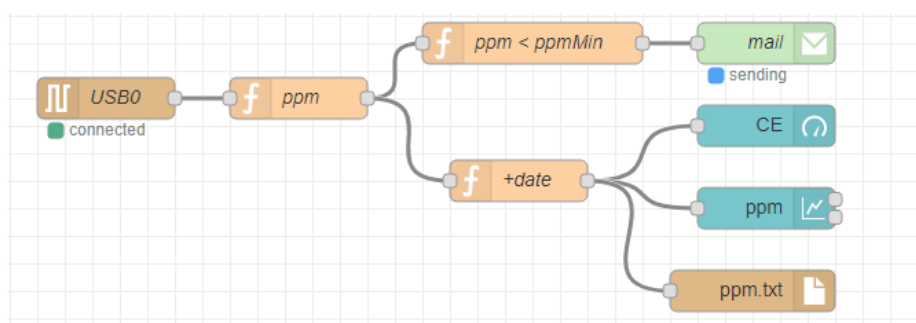 ppm < ppmMin
mail
sending
USB0
ppm
connected
CE
+date
ppm
ppm.txt